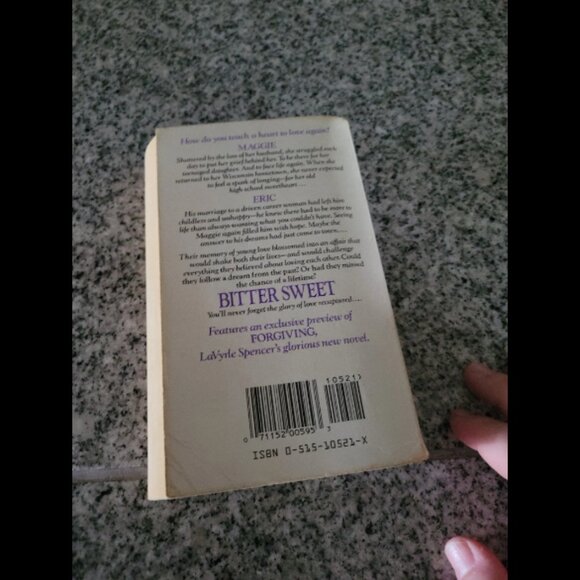 How do you teach a heart to love again?
MAGGIE
Shattered by the loss of her husband, she struggled each
day to put her grief behind her. To be there for her
teenaged daughter. And to face life again. When she
returned to her Wisconsin hometown, she never expected
to feel a spark of longing—for her old
high school sweetheart....
ERIC
His marriage to a driven career woman had left him
childless and unhappy—he knew there had to be more to
life than always wanting what you couldn't have. Seeing
Maggie again filled him with hope. Maybe the
answer to his dreams had just come to town....
Their memory of young love blossomed into an affair that
would shake both their lives—and would challenge
everything they believed about loving each other. Could
they follow a dream from the past? Or had they missed
the chance of a lifetime?
BITTER SWEET
You'll never forget the glory of love recaptured....
Features an exclusive preview of
FORGIVING,
LaVyrle Spencer's glorious new novel.
10521>
0 71152 00595 3
ISBN 0-515-10521-X